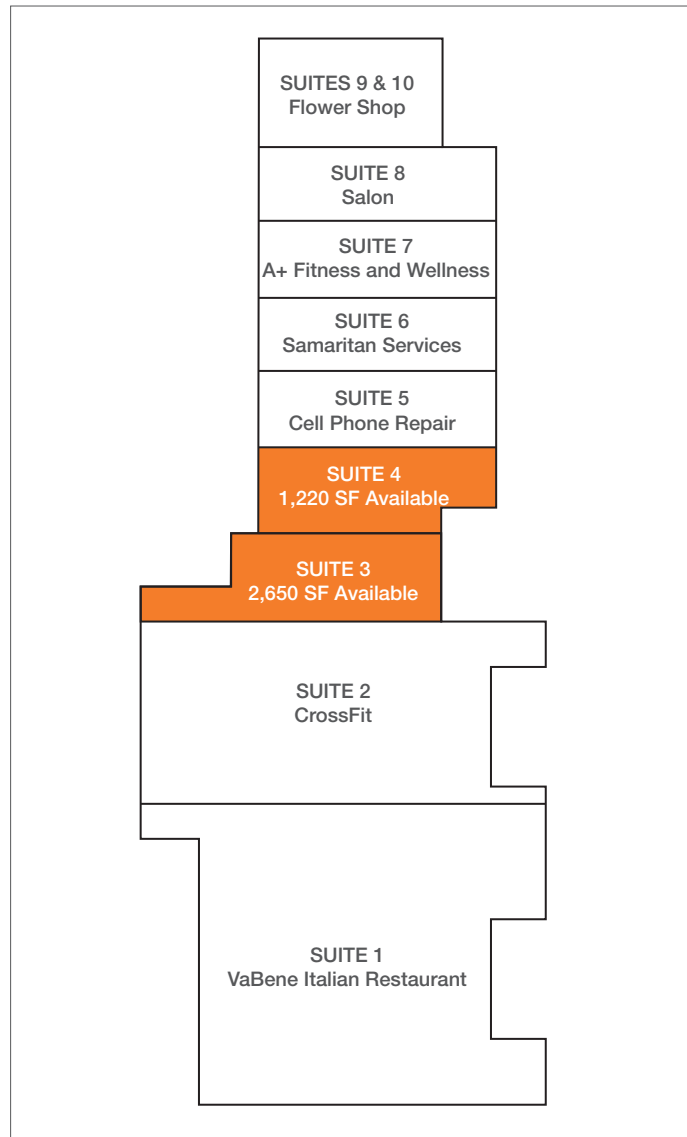 SUITES 9 & 10
Flower Shop
SUITE 8
Salon
SUITE 7
A+ Fitness and Wellness
SUITE 6
Samaritan Services
SUITE 5
Cell Phone Repair
SUITE 4
1,220 SF Available
SUITE 3
2,650 SF Available
SUITE 2
CrossFit
SUITE 1
VaBene Italian Restaurant